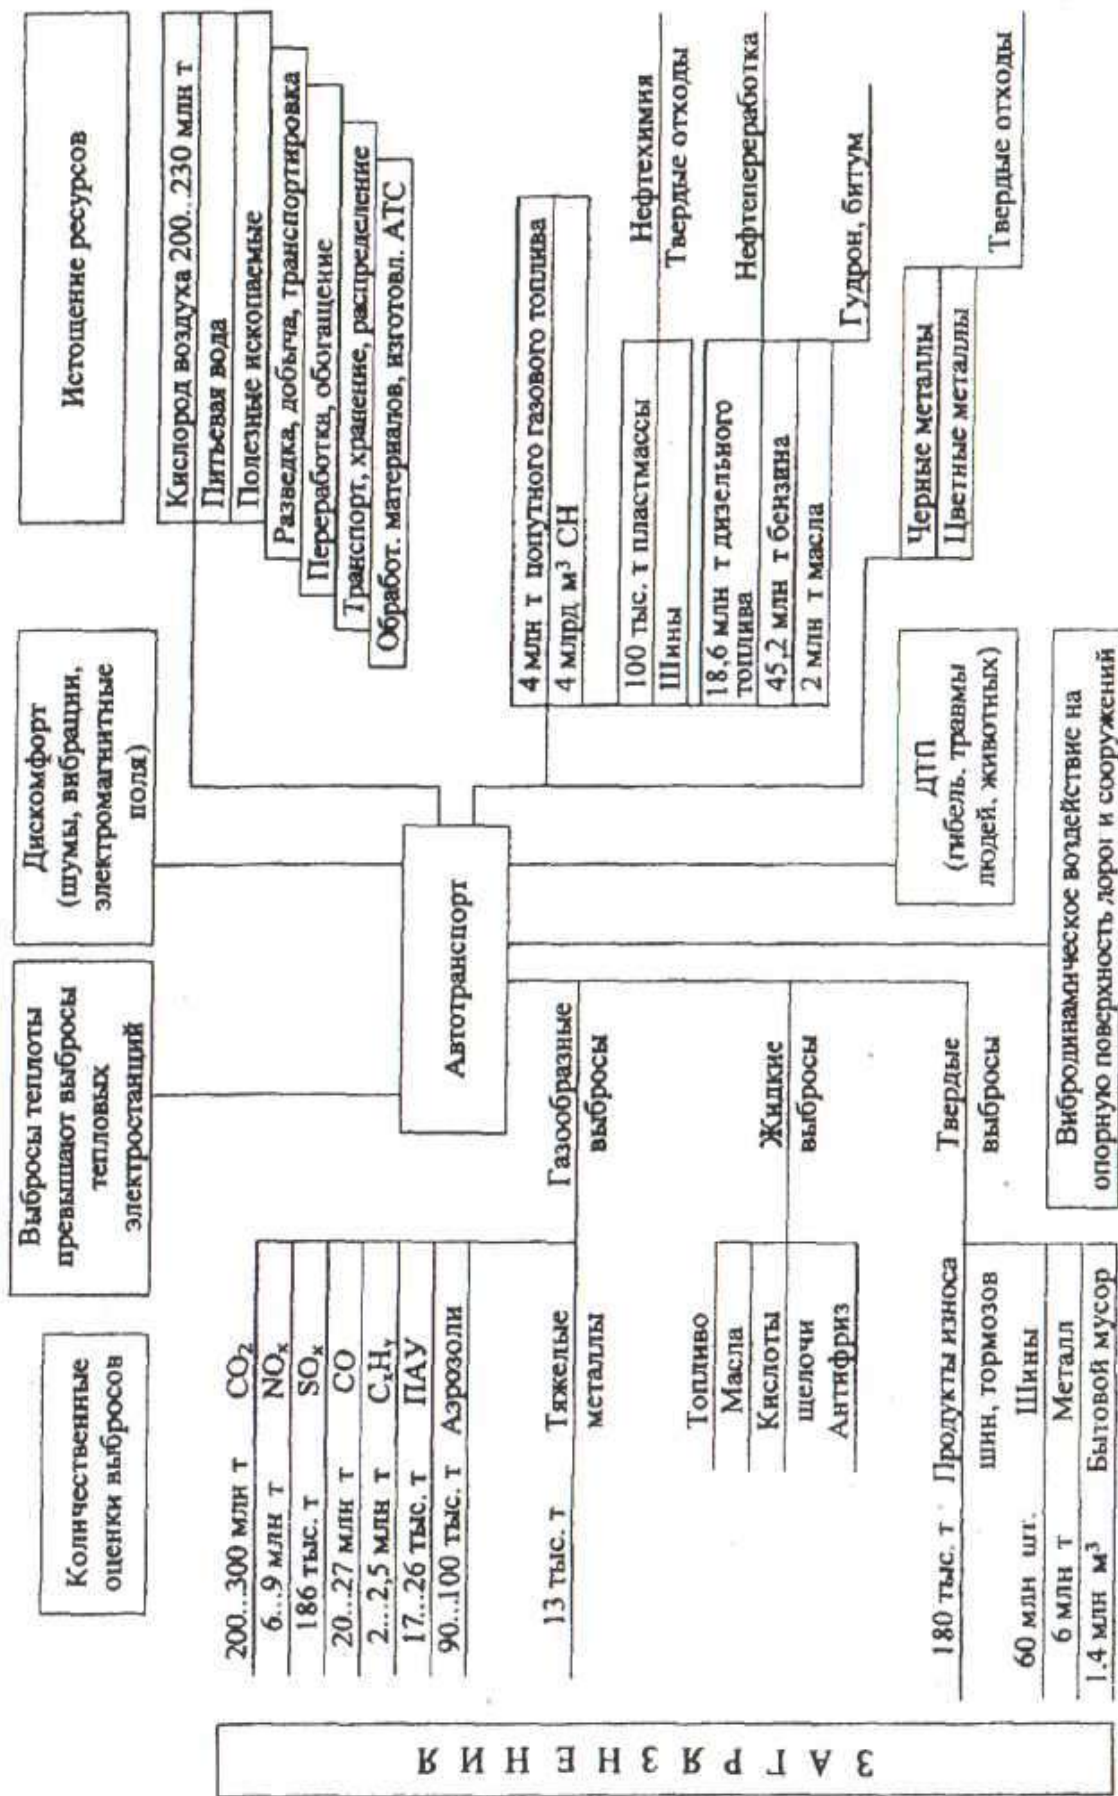 Количественные
оценки выбросов
Выбросы теплоты
превышают выбросы
тепловых
электростанций
Дискомфорт
(шумы, вибрации,
электромагнитные
поля)
Истощение ресурсов
ЗАГРЯЗНЕНИЯ
200...300 млн т CO₂
6...9 млн т NOₓ
186 тыс. т SOₓ
20...27 млн т CO
2...2,5 млн т CₓHᵧ
17...26 тыс. т ПАУ
90...100 тыс. т Аэрозоли
13 тыс. т Тяжелые
металлы
Газообразные
выбросы
Топливо
Масла
Кислоты
щелочи
Антифриз
Жидкие
выбросы
180 тыс. т Продукты износа
шин, тормозов
60 млн шт. Шины
6 млн т Металл
1.4 млн м³ Бытовой мусор
Твердые
выбросы
Автотранспорт
Кислород воздуха 200...230 млн т
Питьевая вода
Полезные ископаемые
Разведка, добыча, транспортировка
Переработки, обогащение
Транспорт, хранение, распределение
Обработ. материалов, изготовл. АТС
4 млн т попутного газового топлива
4 млрд м³ СН
100 тыс. т пластмассы
Шины
Нефтехимия
Твердые отходы
18,6 млн т дизельного
топлива
45,2 млн т бензина
2 млн т масла
Нефтепереработка
Гудрон, битум
Черные металлы
Цветные металлы
Твердые отходы
ДТП
(гибель, травмы
людей, животных)
Вибродинамическое воздействие на
опорную поверхность дорог и сооружений